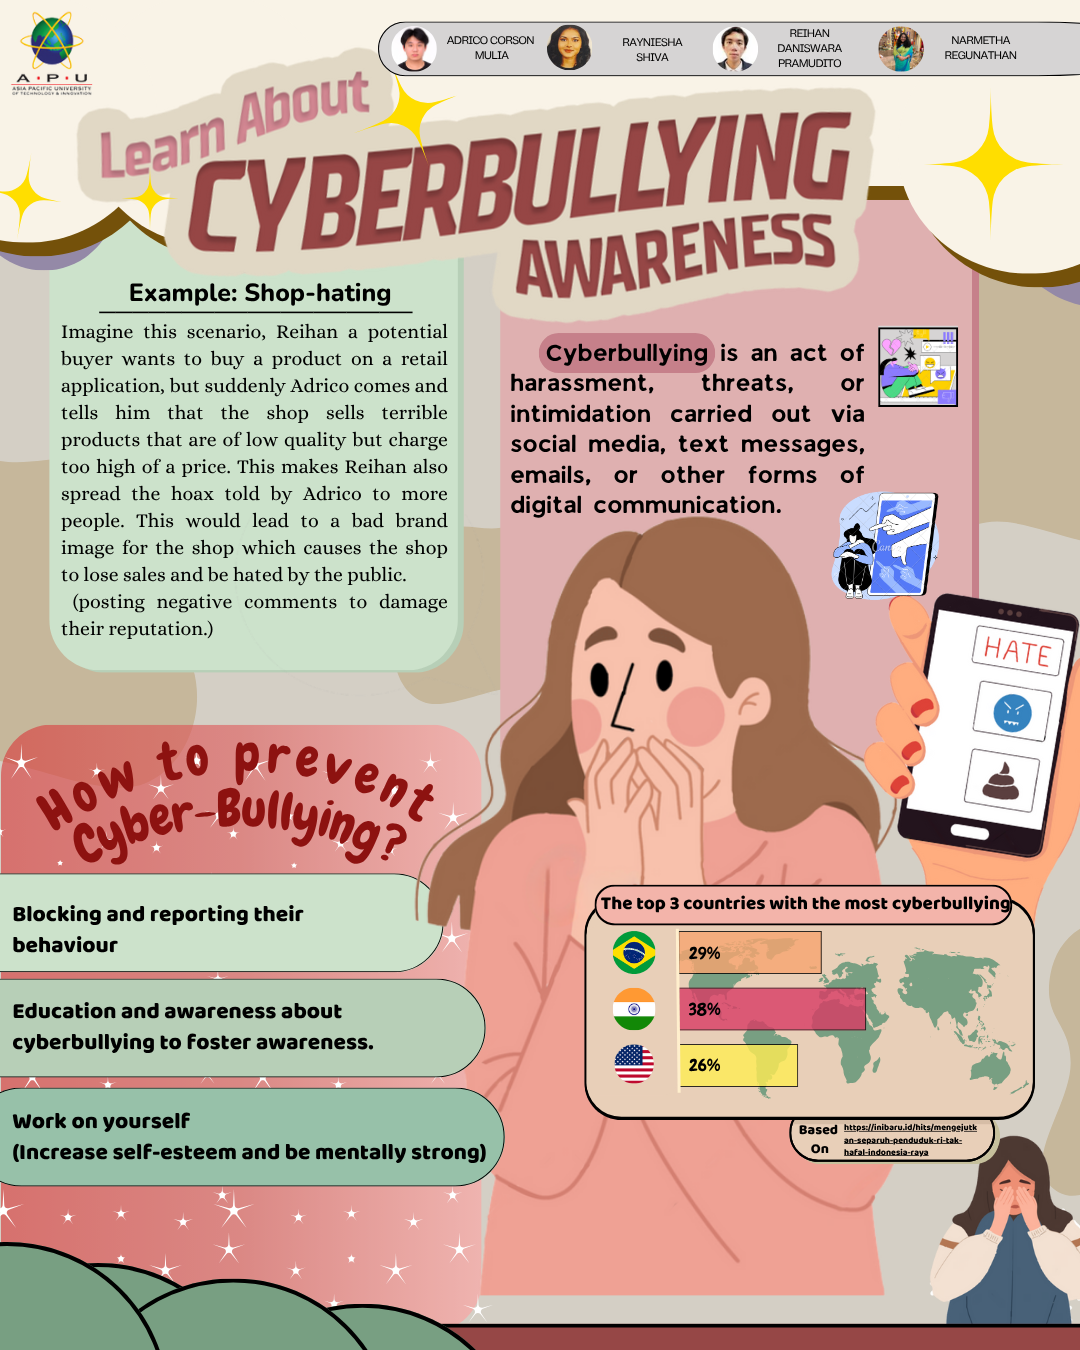 A · P · U
ASIA PACIFIC UNIVERSITY
OF TECHNOLOGY & INNOVATION
ADRICO CORSON
MULIA
RAYNIESHA
SHIVA
REIHAN
DANISWARA
PRAMUDITO
NARMETHA
REGUNATHAN
Learn About
CYBERBULLYING
AWARENESS
Example: Shop-hating
Imagine this scenario, Reihan a potential
buyer wants to buy a product on a retail
application, but suddenly Adrico comes and
tells him that the shop sells terrible
products that are of low quality but charge
too high of a price. This makes Reihan also
spread the hoax told by Adrico to more
people. This would lead to a bad brand
image for the shop which causes the shop
to lose sales and be hated by the public.
(posting negative comments to damage
their reputation.)
Cyberbullying is an act of
harassment, threats, or
intimidation carried out via
social media, text messages,
emails, or other forms of
digital communication.
HATE
How to prevent
Cyber-Bullying?
Blocking and reporting their
behaviour
Education and awareness about
cyberbullying to foster awareness.
Work on yourself
(Increase self-esteem and be mentally strong)
The top 3 countries with the most cyberbullying
29%
38%
26%
Based
On
https://inibaru.id/hits/mengejutk
an-separuh-penduduk-ri-tak-
hafal-indonesia-raya